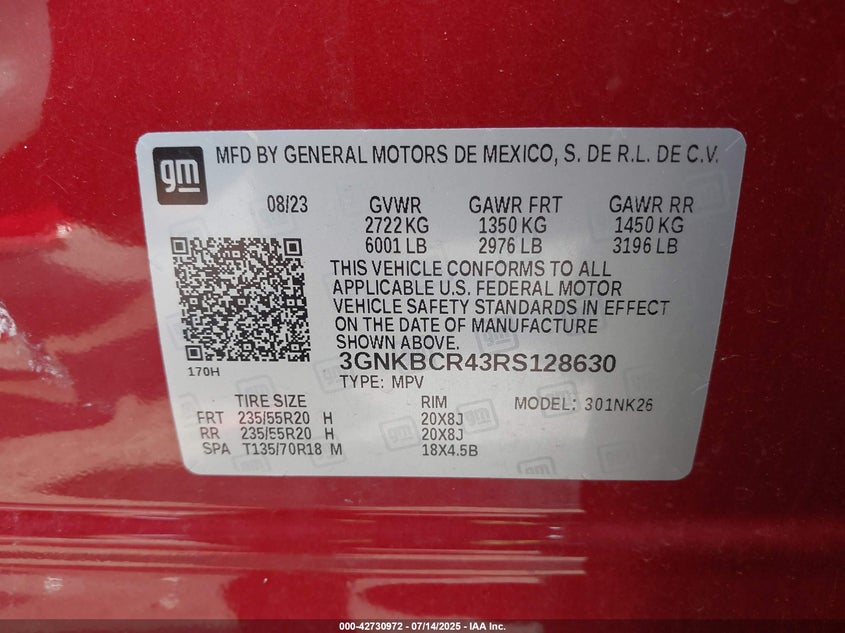 gm MFD BY GENERAL MOTORS DE MEXICO, S. DE R.L. DE C.V.
08/23 GVWR GAWR FRT GAWR RR
2722 KG 1350 KG 1450 KG
6001 LB 2976 LB 3196 LB
THIS VEHICLE CONFORMS TO ALL
APPLICABLE U.S. FEDERAL MOTOR
VEHICLE SAFETY STANDARDS IN EFFECT
ON THE DATE OF MANUFACTURE
SHOWN ABOVE.
170H
3GNKBCR43RS128630
TYPE: MPV
TIRE SIZE RIM MODEL: 301NK26
FRT 235/55R20 H 20X8J
RR 235/55R20 H 20X8J
SPA T135/70R18 M 18X4.5B
000-42730972 - 07/14/2025 - IAA Inc.